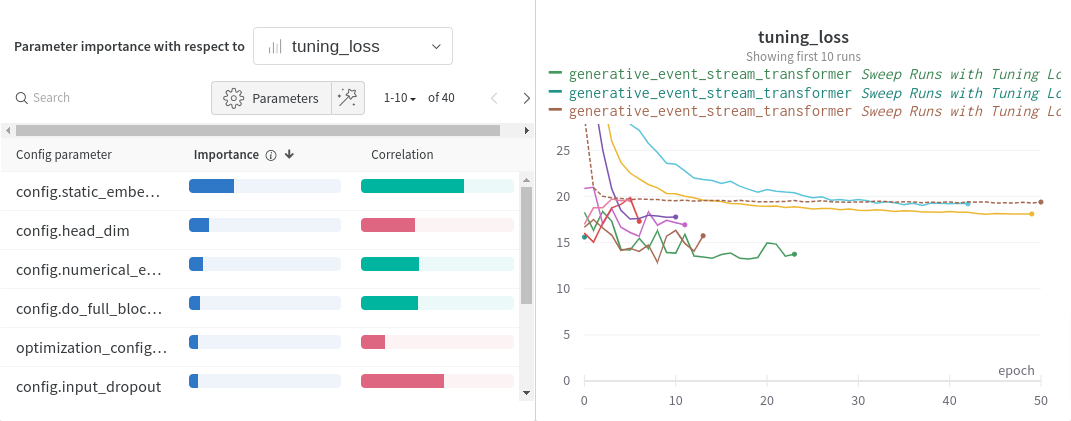 Parameter importance with respect to
tuning_loss
Search
Parameters
1-10
of 40
Config parameter
Importance
Correlation
config.static_embe…
config.head_dim
config.numerical_e…
config.do_full_bloc…
optimization_config…
config.input_dropout
tuning_loss
Showing first 10 runs
generative_event_stream_transformer Sweep Runs with Tuning Lo
generative_event_stream_transformer Sweep Runs with Tuning Lo
generative_event_stream_transformer Sweep Runs with Tuning Lo
25
20
15
10
5
0
epoch
0 10 20 30 40 50